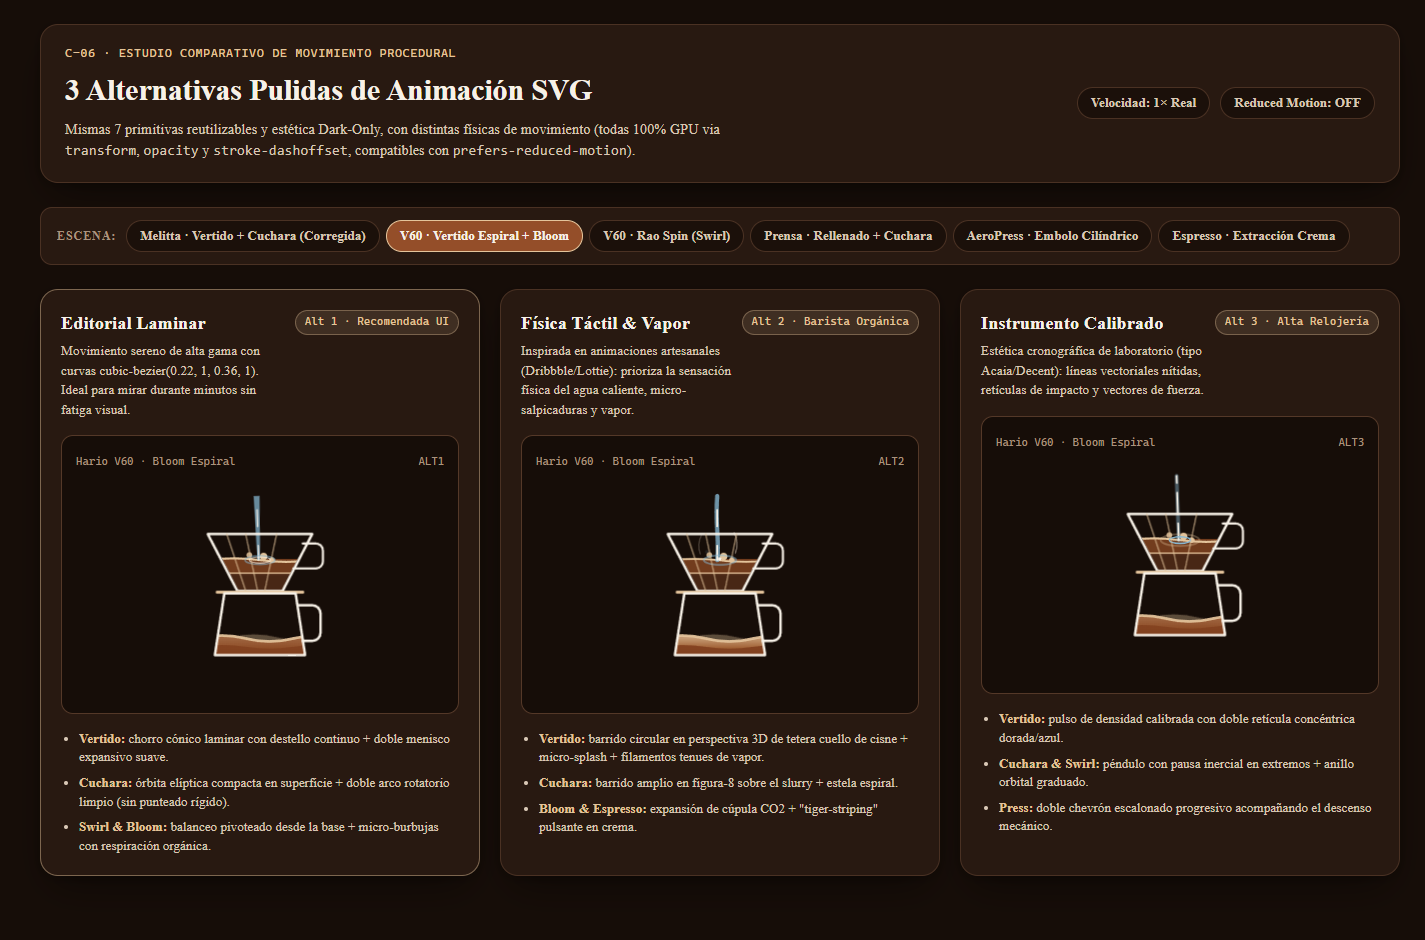 C-06 · ESTUDIO COMPARATIVO DE MOVIMIENTO PROCEDURAL
3 Alternativas Pulidas de Animación SVG
Mismas 7 primitivas reutilizables y estética Dark-Only, con distintas físicas de movimiento (todas 100% GPU via
transform, opacity y stroke-dashoffset, compatibles con prefers-reduced-motion).
Velocidad: 1× Real
Reduced Motion: OFF
ESCENA:
Melitta · Vertido + Cuchara (Corregida)
V60 · Vertido Espiral + Bloom
V60 · Rao Spin (Swirl)
Prensa · Rellenado + Cuchara
AeroPress · Embolo Cilíndrico
Espresso · Extracción Crema
Editorial Laminar
Alt 1 · Recomendada UI
Movimiento sereno de alta gama con
curvas cubic-bezier(0.22, 1, 0.36, 1).
Ideal para mirar durante minutos sin
fatiga visual.
Hario V60 · Bloom Espiral
ALT1
• Vertido: chorro cónico laminar con destello continuo + doble menisco
expansivo suave.
• Cuchara: órbita elíptica compacta en superficie + doble arco rotatorio
limpio (sin punteado rígido).
• Swirl & Bloom: balanceo pivoteado desde la base + micro-burbujas
con respiración orgánica.
Física Táctil & Vapor
Alt 2 · Barista Orgánica
Inspirada en animaciones artesanales
(Dribbble/Lottie): prioriza la sensación
física del agua caliente, micro-
salpicaduras y vapor.
Hario V60 · Bloom Espiral
ALT2
• Vertido: barrido circular en perspectiva 3D de tetera cuello de cisne +
micro-splash + filamentos tenues de vapor.
• Cuchara: barrido amplio en figura-8 sobre el slurry + estela espiral.
• Bloom & Espresso: expansión de cúpula CO2 + "tiger-striping"
pulsante en crema.
Instrumento Calibrado
Alt 3 · Alta Relojería
Estética cronográfica de laboratorio (tipo
Acaia/Decent): líneas vectoriales nítidas,
retículas de impacto y vectores de fuerza.
Hario V60 · Bloom Espiral
ALT3
• Vertido: pulso de densidad calibrada con doble retícula concéntrica
dorada/azul.
• Cuchara & Swirl: péndulo con pausa inercial en extremos + anillo
orbital graduado.
• Press: doble chevrón escalonado progresivo acompañando el descenso
mecánico.